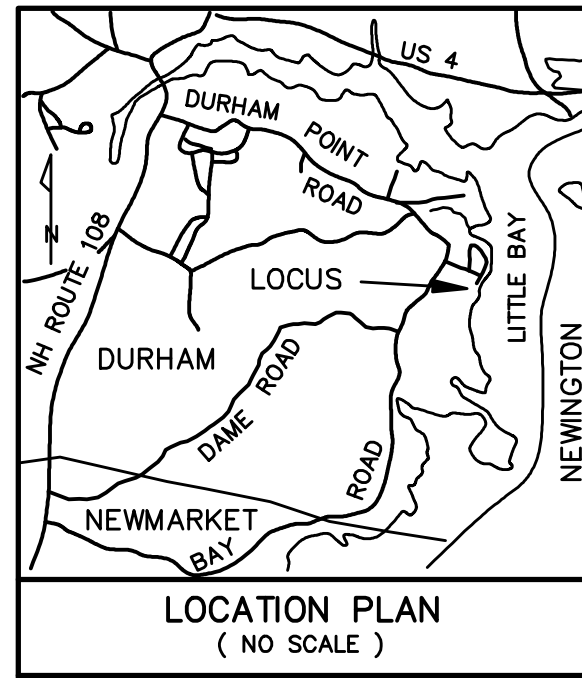 US 4
DURHAM
POINT
ROAD
N
NH ROUTE 108
LOCUS
LITTLE BAY
NEWINGTON
DURHAM
DAME ROAD
ROAD
NEWMARKET
BAY
LOCATION PLAN
( NO SCALE )